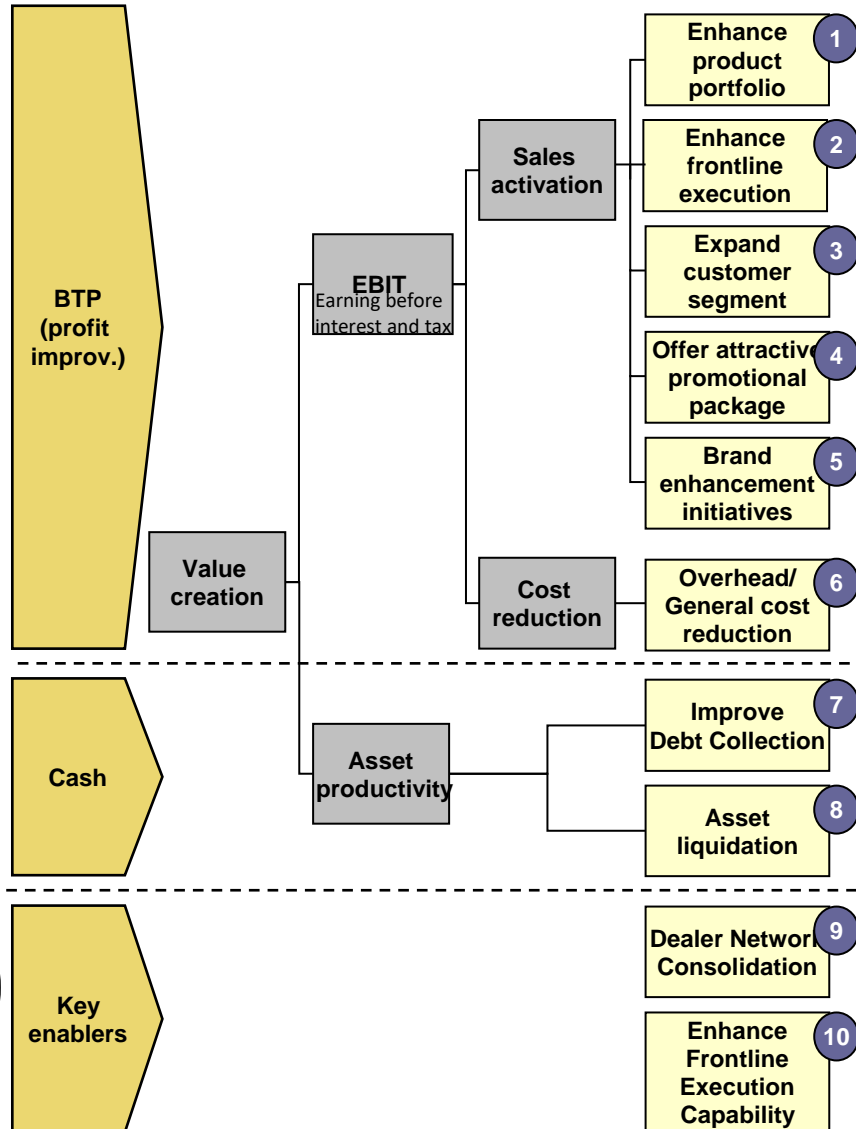 Enhance
product
portfolio
1
Enhance
frontline
execution
2
Sales
activation
Expand
customer
segment
3
BTP
(profit
improv.)
EBIT
Earning before
interest and tax
Offer attractive
promotional
package
4
Brand
enhancement
initiatives
5
Value
creation
Cost
reduction
Overhead/
General cost
reduction
6
Cash
Asset
productivity
Improve
Debt Collection
7
Asset
liquidation
8
Key
enablers
Dealer Network
Consolidation
9
Enhance
Frontline
Execution
Capability
10